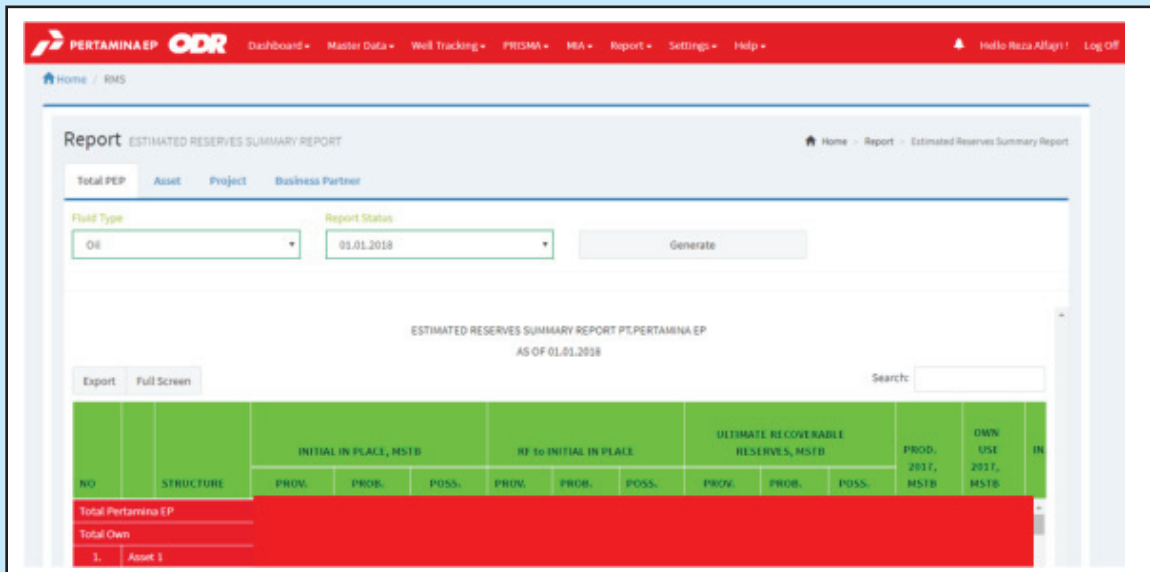 PERTAMINA EP ODR Dashboard Master Data Well Tracking PRISMA MIA Report Settings Help Hello Reza Alfajri ! Log Off
Home / RMS
Report ESTIMATED RESERVES SUMMARY REPORT Home > Report > Estimated Reserves Summary Report
Total PEP Asset Project Business Partner
Fluid Type Report Status
Oil 01.01.2018 Generate
ESTIMATED RESERVES SUMMARY REPORT PT.PERTAMINA EP
AS OF 01.01.2018
Export Full Screen Search:
NO STRUCTURE INITIAL IN PLACE, MSTB RF to INITIAL IN PLACE ULTIMATE RECOVERABLE RESERVES, MSTB PROD. 2017, MSTB OWN USE 2017, MSTB IN
PROV. PROB. POSS. PROV. PROB. POSS. PROV. PROB. POSS.
Total Pertamina EP
Total Own
1. Asset 1